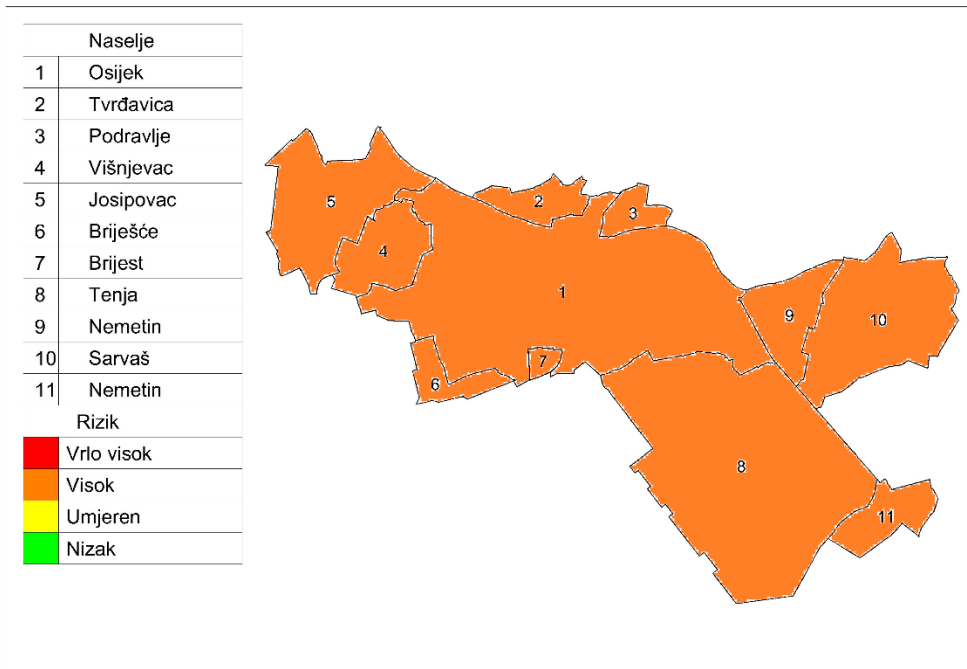 Naselje
1 Osijek
2 Tvrđavica
3 Podravlje
4 Višnjevac
5 Josipovac
6 Briješće
7 Brijest
8 Tenja
9 Nemetin
10 Sarvaš
11 Nemetin
Rizik
Vrlo visok
Visok
Umjeren
Nizak
5
2
3
4
1
9
10
7
6
8
11